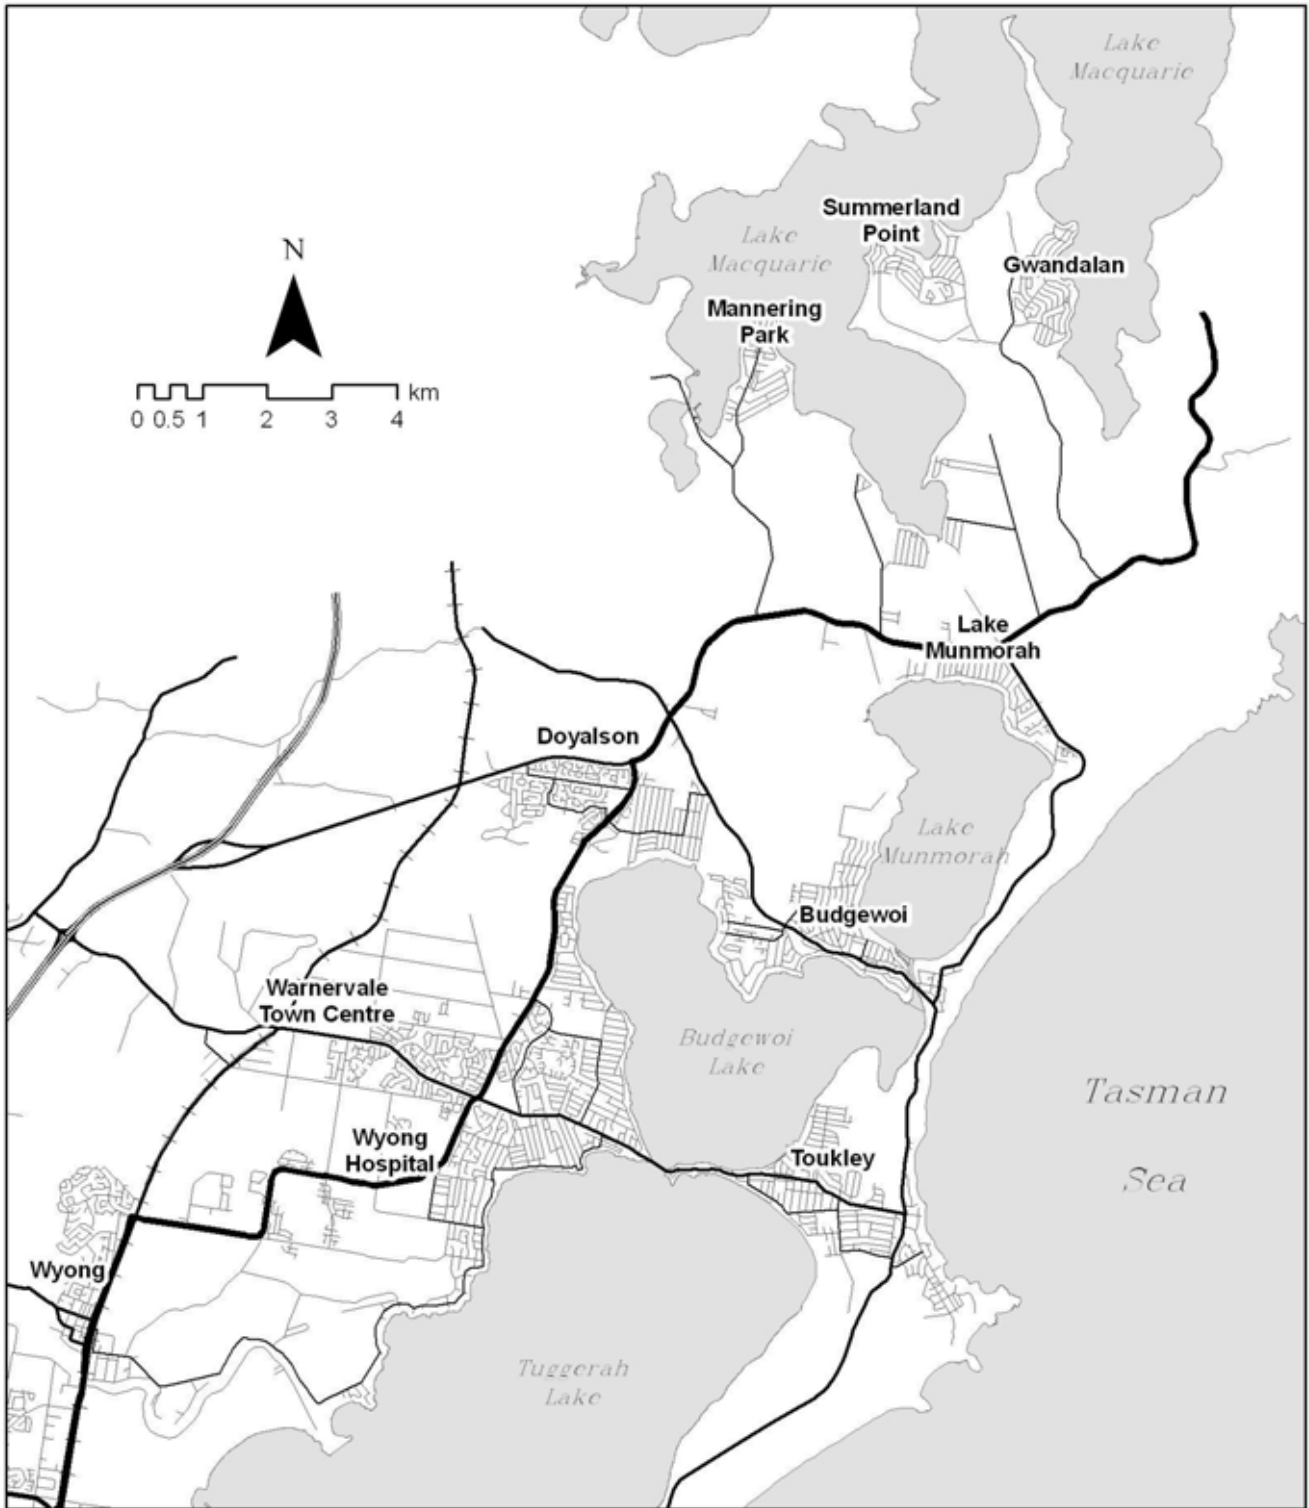 Lake
Macquarie
Summerland
Point
Lake
Macquarie
Gwandalan
N
Mannering
Park
km
0 0.5 1 2 3 4
Lake
Munmorah
Doyalson
Lake
Munmorah
Budgewoi
Warnervale
Town Centre
Budgewoi
Lake
Tasman
Sea
Wyong
Hospital
Toukley
Wyong
Tuggerah
Lake